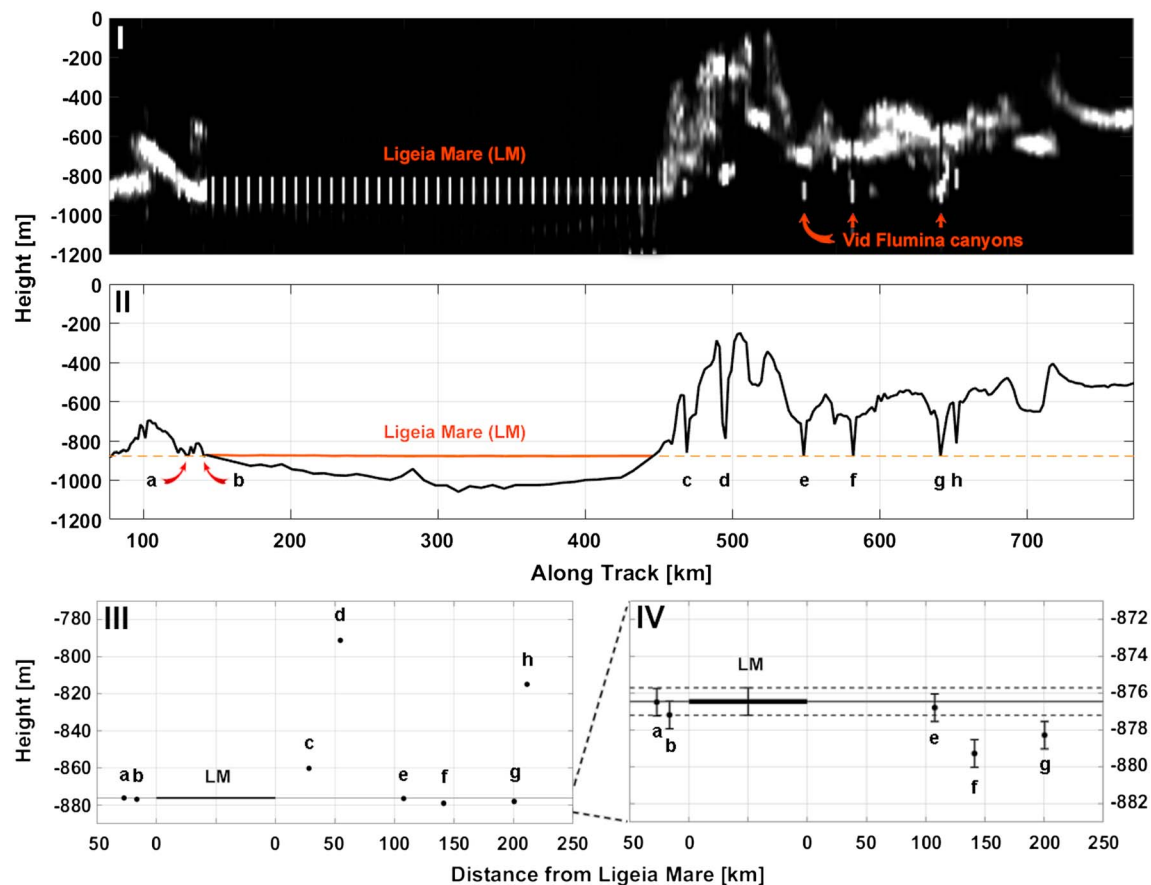 I
0
-200
-400
-600
-800
-1000
-1200
Ligeia Mare (LM)
Vid Flumina canyons
Height [m]
II
0
-200
-400
-600
-800
-1000
-1200
Ligeia Mare (LM)
a b c d e f g h
100 200 300 400 500 600 700
Along Track [km]
III
-780
-800
-820
-840
-860
-880
Height [m]
d
h
c
a b LM e f g
50 0 0 50 100 150 200 250
IV
-872
-874
-876
-878
-880
-882
LM
a
b
e
g
f
50 0 0 50 100 150 200 250
Distance from Ligeia Mare [km]